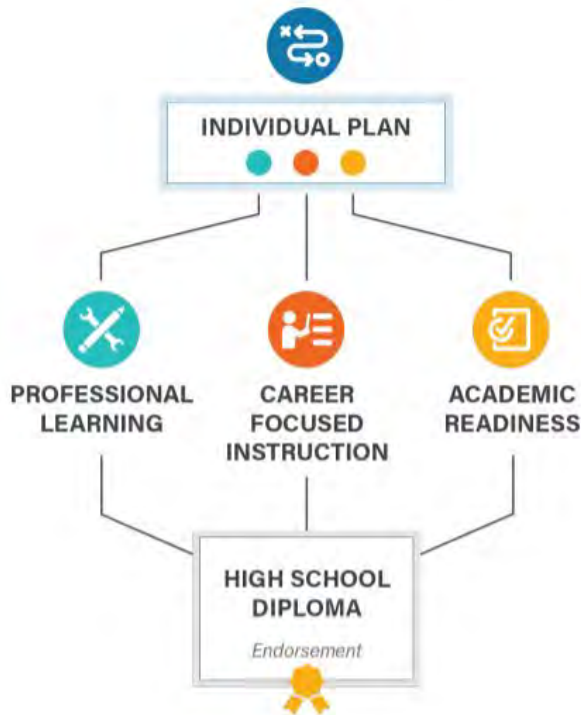 INDIVIDUAL PLAN
PROFESSIONAL
LEARNING
CAREER
FOCUSED
INSTRUCTION
ACADEMIC
READINESS
HIGH SCHOOL
DIPLOMA
Endorsement